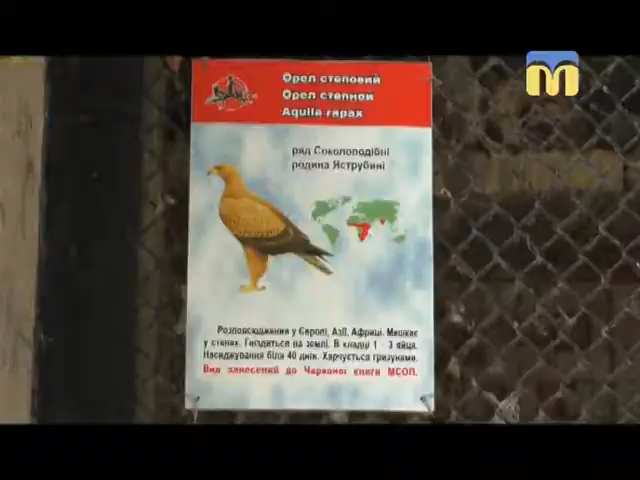 Орел степовий
Орел степной
Aquila rapax
ряд Соколоподібні
родина Яструбині
Розповсюджений у Європі, Азії, Африці. Мешкає
у степах. Гніздиться на землі. В кладці 1 - 3 яйця.
Насиджування біля 40 днів. Харчується гризунами.
Вид занесений до Червоної книги МСОП.